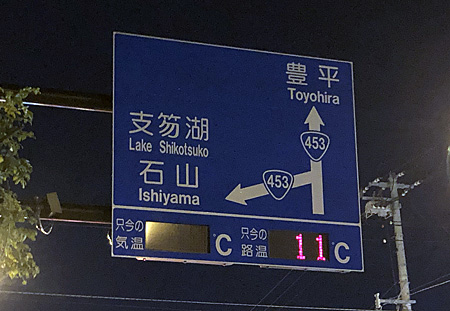 豊平
Toyohira
453
支笏湖
Lake Shikotsuko
石山
Ishiyama
453
只今の
気温
℃
只今の
路温
11℃